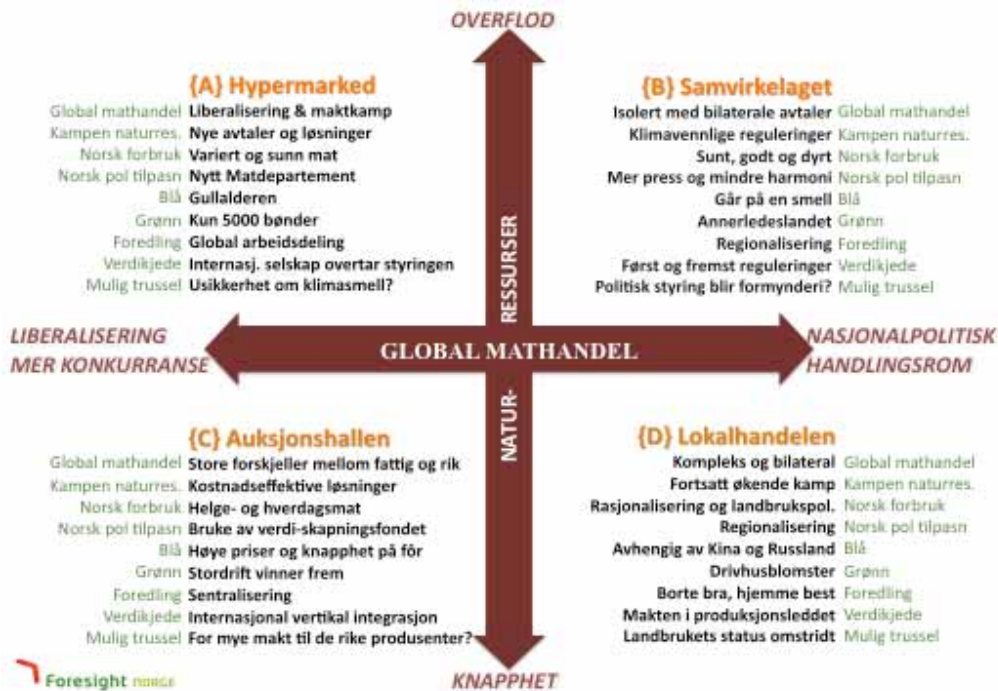 OVERFLOD
{A} Hypermarked
Global mathandel Liberalisering & maktkamp
Kampen naturres. Nye avtaler og løsninger
Norsk forbruk Variert og sunn mat
Norsk pol tilpasn Nytt Matdepartement
Blå Gullalderen
Grønn Kun 5000 bønder
Foredling Global arbeidsdeling
Verdikjede Internasj. selskap overtar styringen
Mulig trussel Usikkerhet om klimasmell?
{B} Samvirkelaget
Isolert med bilaterale avtaler Global mathandel
Klimavennlige reguleringer Kampen naturres.
Sunt, godt og dyrt Norsk forbruk
Mer press og mindre harmoni Norsk pol tilpasn
Går på en smell Blå
Annerledeslandet Grønn
Regionalisering Foredling
Først og fremst reguleringer Verdikjede
Politisk styring blir formynderi? Mulig trussel
NATUR- RESSURSER
LIBERALISERING
MER KONKURRANSE
GLOBAL MATHANDEL
NASJONALPOLITISK
HANDLINGSROM
{C} Auksjonshallen
Global mathandel Store forskjeller mellom fattig og rik
Kampen naturres. Kostnadseffektive løsninger
Norsk forbruk Helge- og hverdagsmat
Norsk pol tilpasn Bruke av verdi-skapningsfondet
Blå Høye priser og knapphet på fôr
Grønn Stordrift vinner frem
Foredling Sentralisering
Verdikjede Internasjonal vertikal integrasjon
Mulig trussel For mye makt til de rike produsenter?
{D} Lokalhandelen
Kompleks og bilateral Global mathandel
Fortsatt økende kamp Kampen naturres.
Rasjonalisering og landbrukspol. Norsk forbruk
Regionalisering Norsk pol tilpasn
Avhengig av Kina og Russland Blå
Drivhusblomster Grønn
Borte bra, hjemme best Foredling
Makten i produksjonsleddet Verdikjede
Landbrukets status omstridt Mulig trussel
KNAPPHET
Foresight NORGE